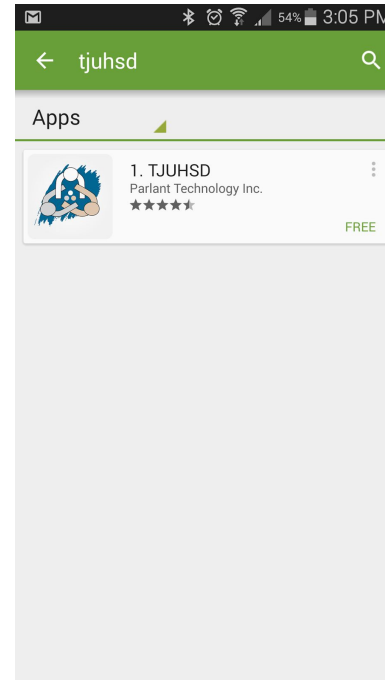 54% 3:05 PM
tjuhsd
Apps
1. TJUHSD
Parlant Technology Inc.
FREE